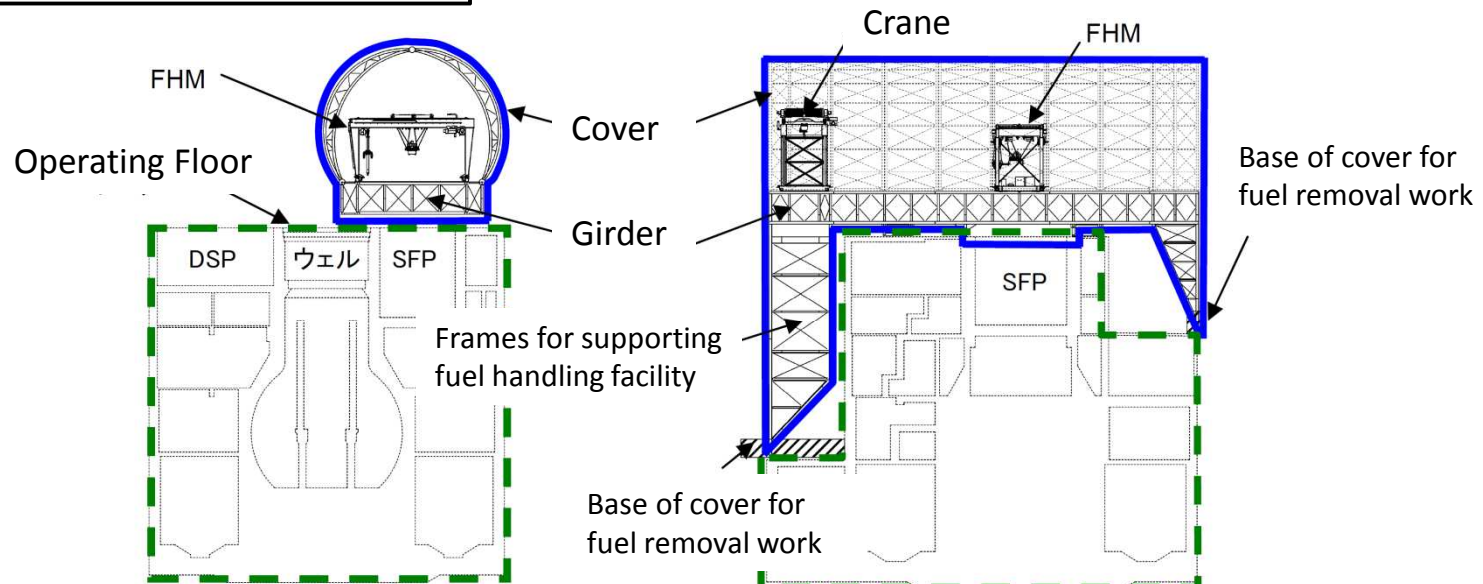 Crane
FHM
FHM
Cover
Operating Floor
Base of cover for
fuel removal work
Girder
DSP
ウェル
SFP
SFP
Frames for supporting
fuel handling facility
Base of cover for
fuel removal work